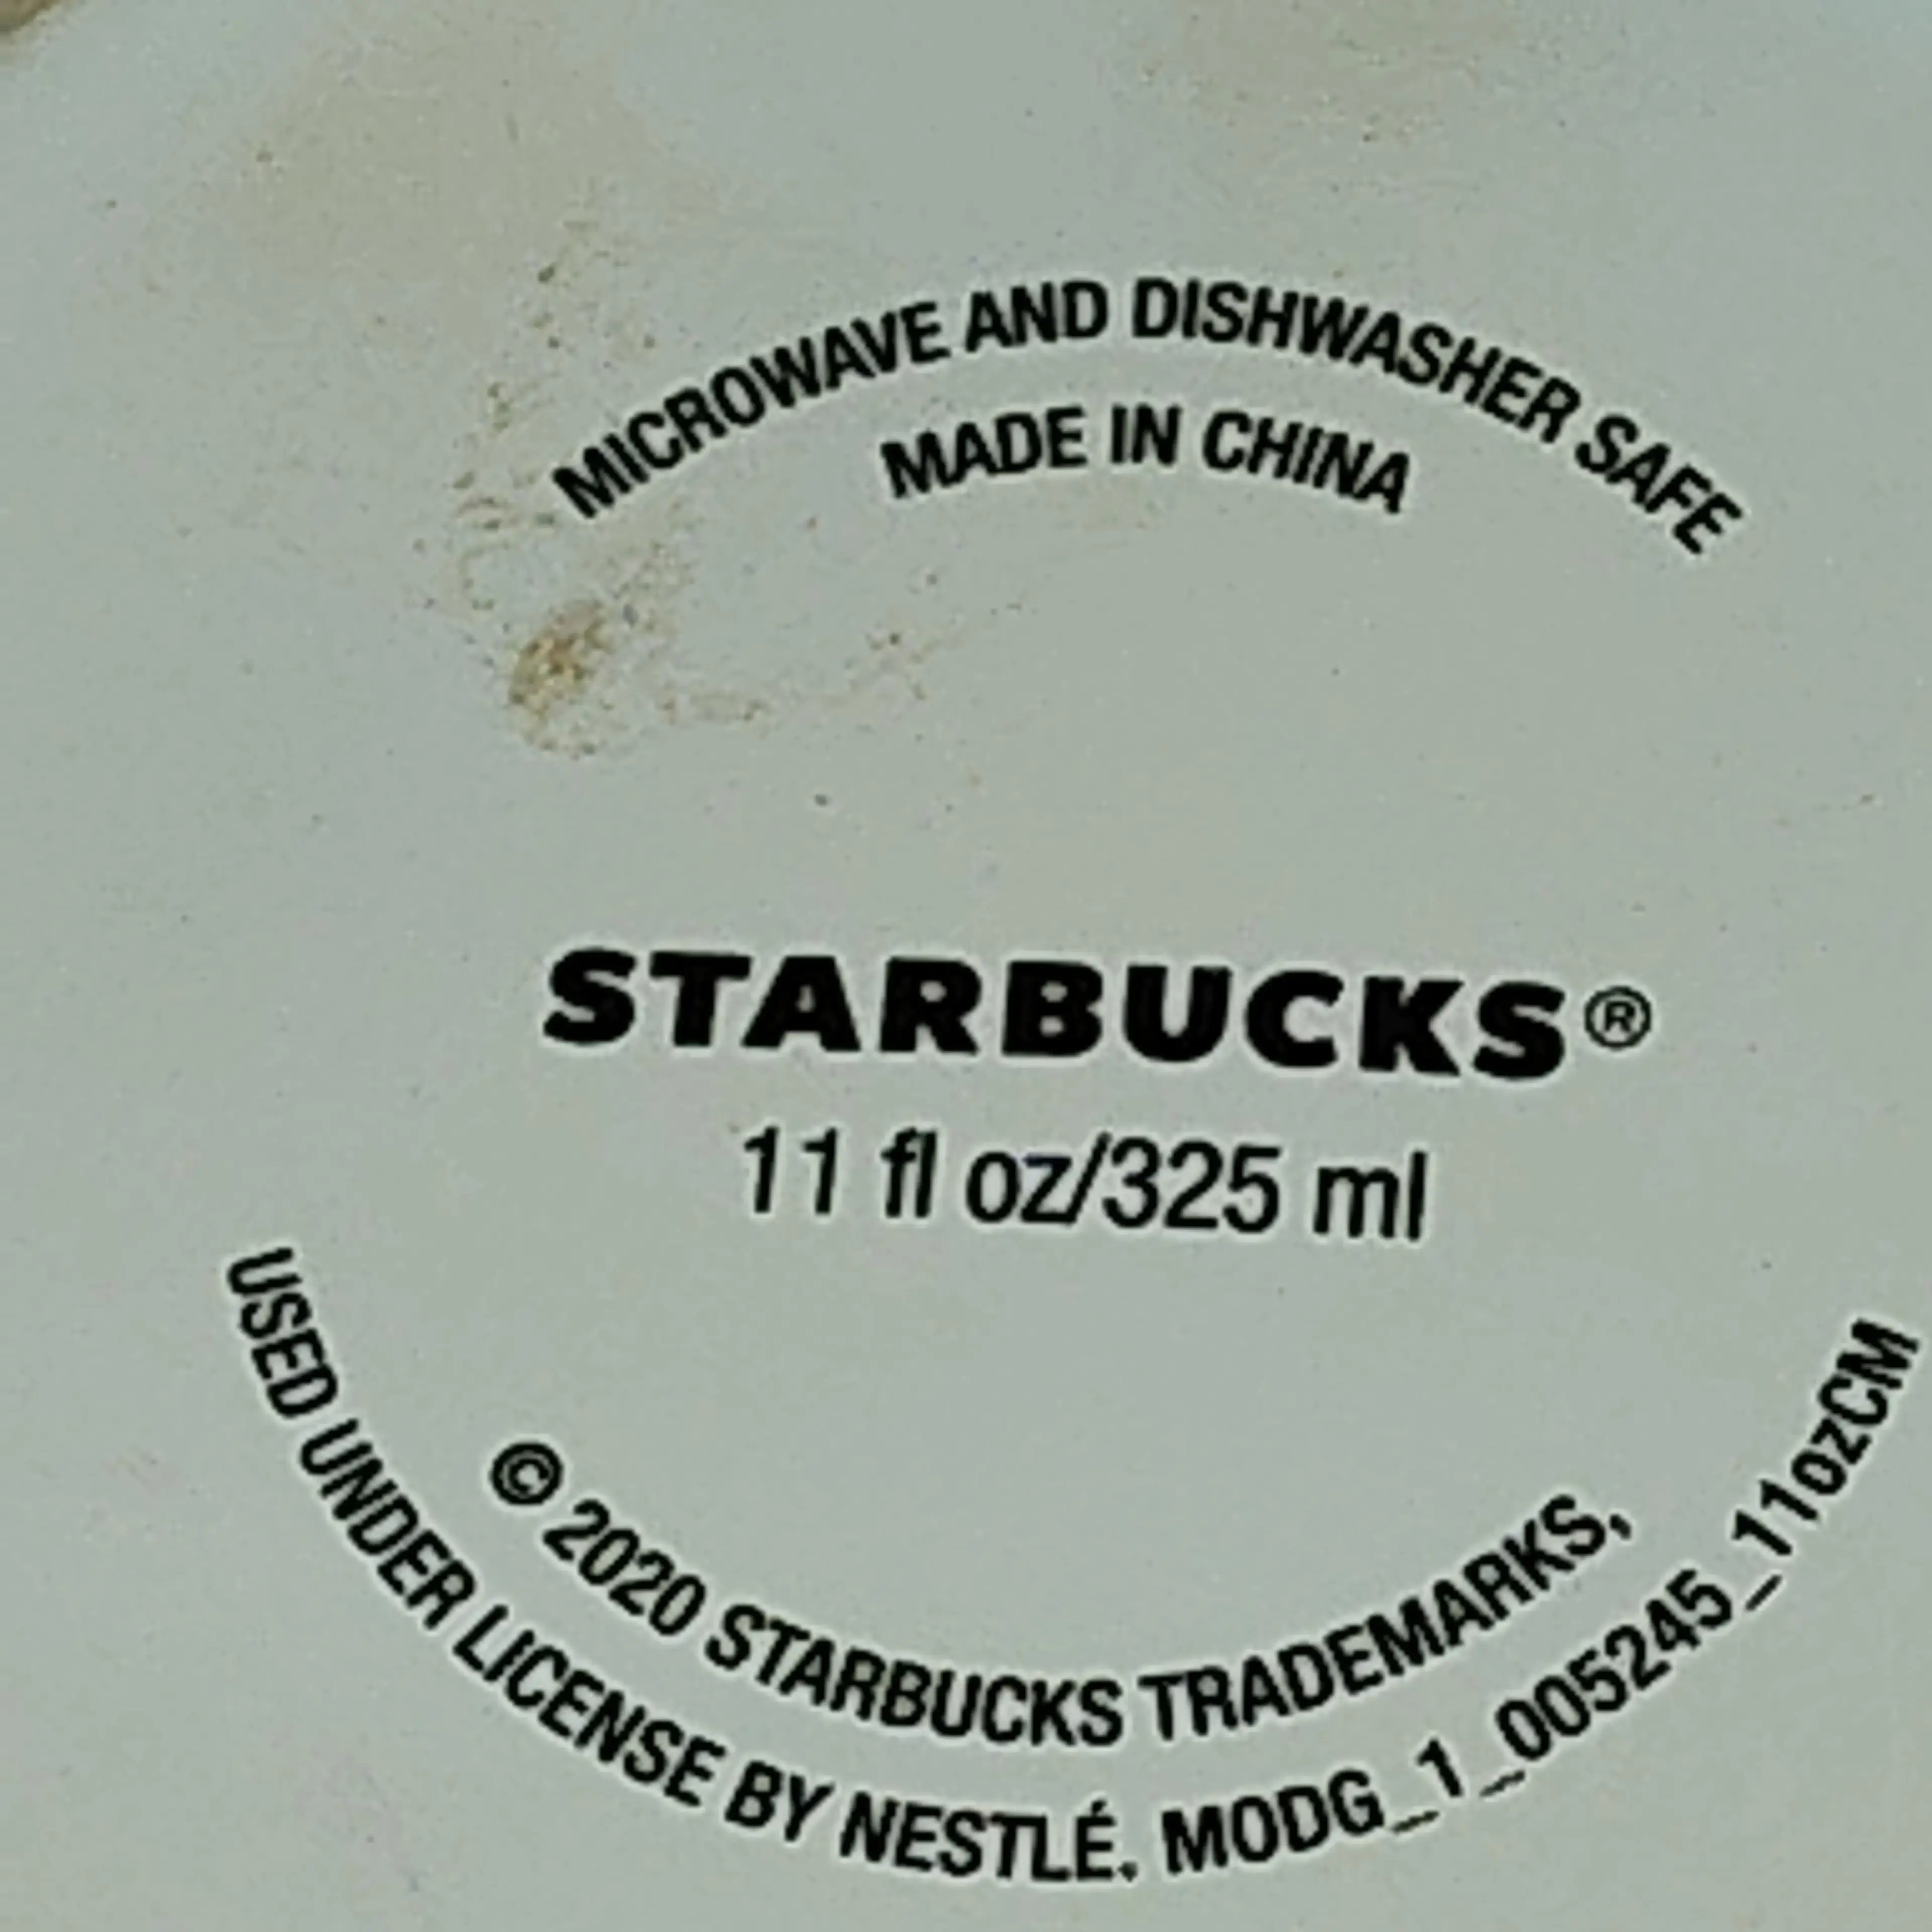 MICROWAVE AND DISHWASHER SAFE
MADE IN CHINA
STARBUCKS®
11 fl oz/325 ml
© 2020 STARBUCKS TRADEMARKS,
USED UNDER LICENSE BY NESTLÉ. MODG_1_005245_11ozCM